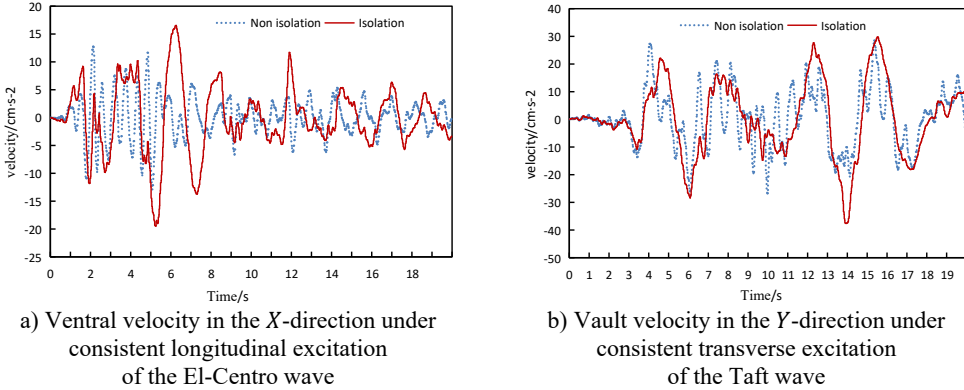 Non isolation Isolation
20
15
10
5
0
-5
-10
-15
-20
-25
velocity/cm·s-2
0 2 4 6 8 10 12 14 16 18
Time/s
a) Ventral velocity in the X-direction under
consistent longitudinal excitation
of the El-Centro wave
Non isolation Isolation
40
30
20
10
0
-10
-20
-30
-40
-50
velocity/cm·s-2
0 1 2 3 4 5 6 7 8 9 10 11 12 13 14 15 16 17 18 19
Time/s
b) Vault velocity in the Y-direction under
consistent transverse excitation
of the Taft wave